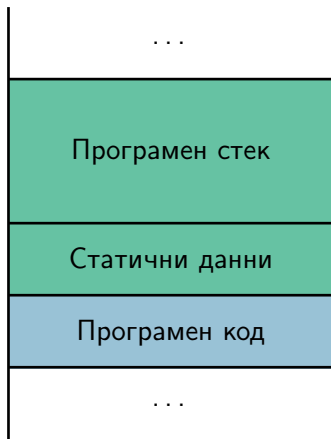 ...
Програмен стек
Статични данни
Програмен код
...